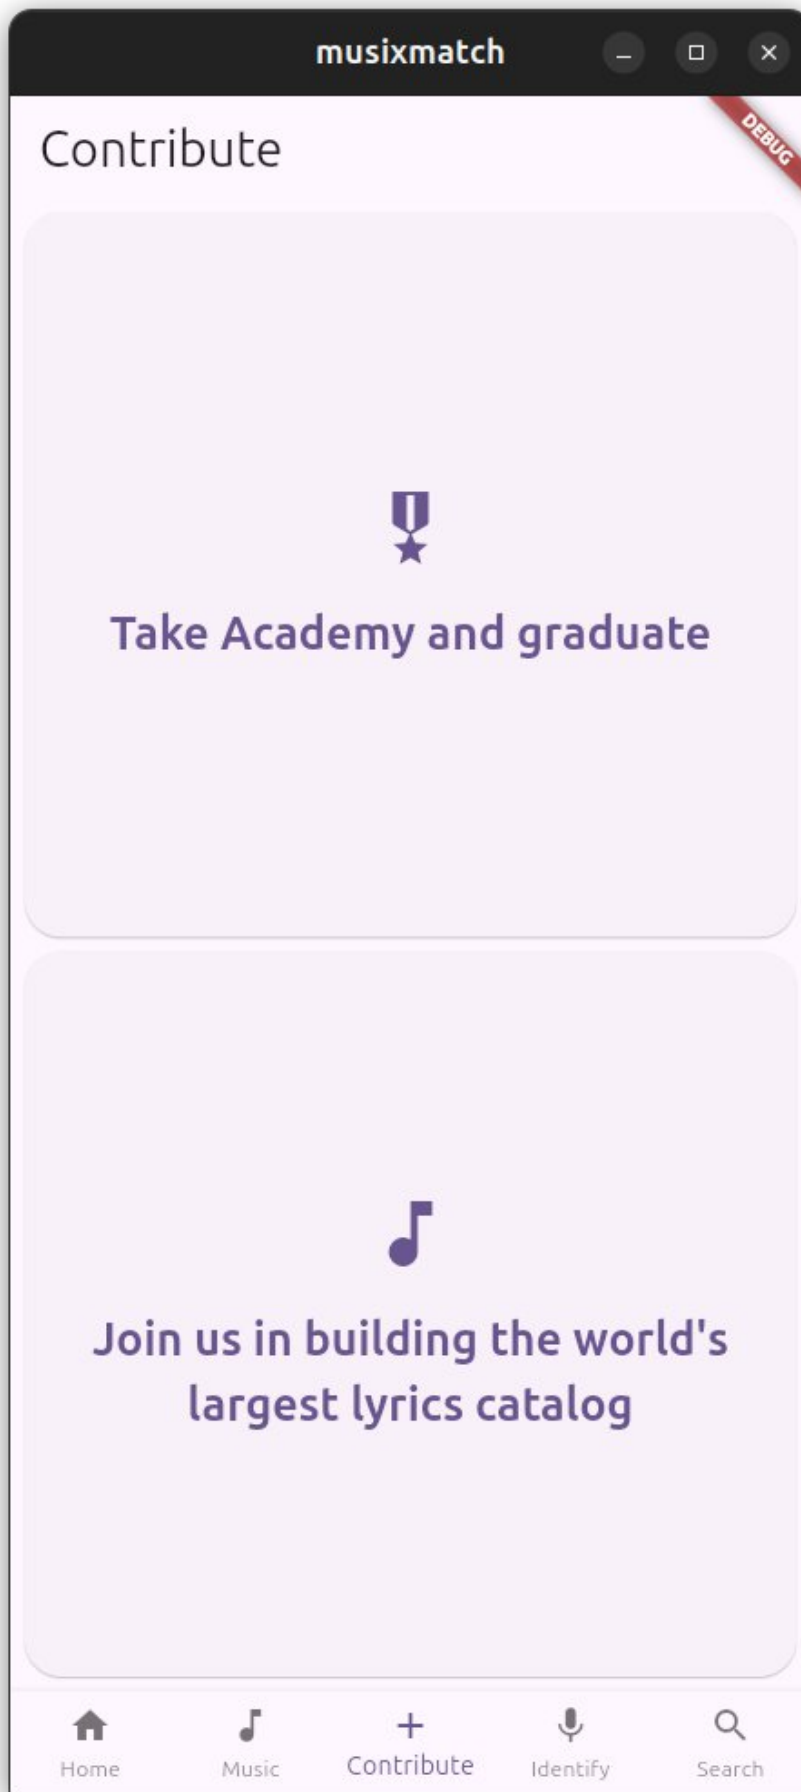 musixmatch
DEBUG
Contribute
Take Academy and graduate
Join us in building the world's
largest lyrics catalog
Home
Music
Contribute
Identify
Search